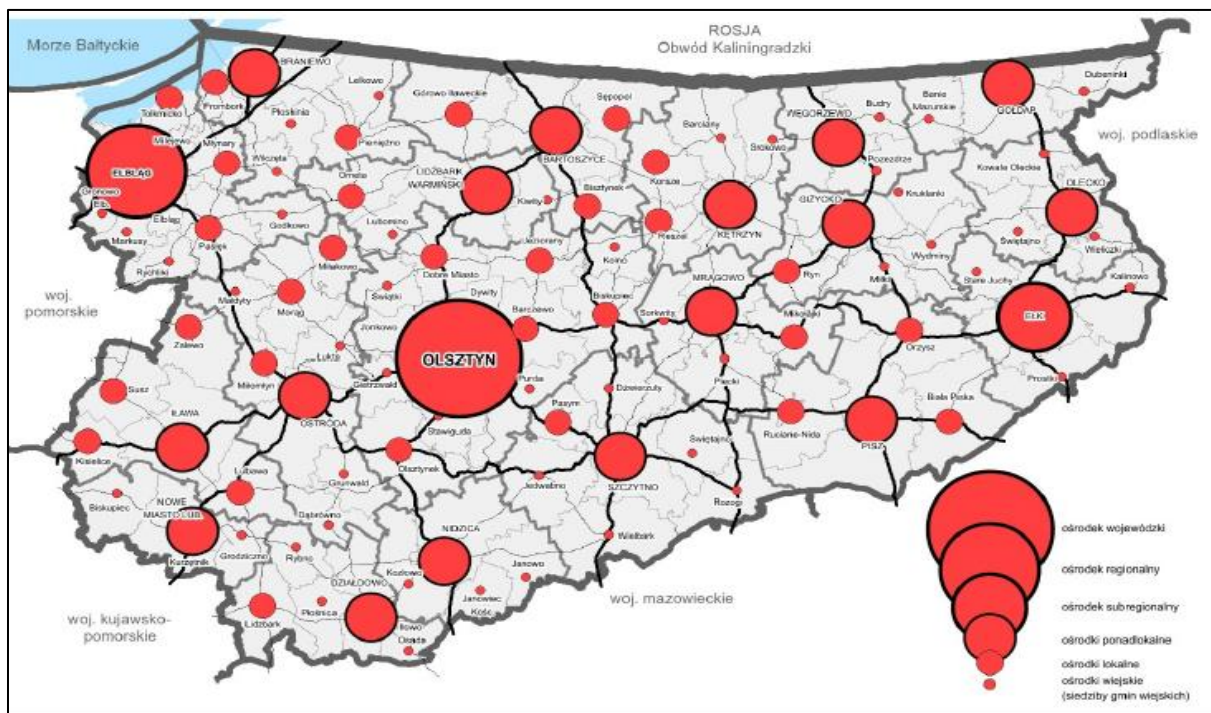 Morze Bałtyckie
ROSJA
Obwód Kaliningradzki
BRANIEWO
Frombork
Tolkmicko
Lelkowo
Płoskinia
Górowo Iławeckie
Sępopol
Barciany
Srokowo
WĘGORZEWO
Budry
Banie
Mazurskie
GOŁDAP
Dubeninki
woj. podlaskie
Milejewo
Młynary
Wilczęta
Pieniężno
BARTOSZYCE
Korsze
Pozezdrze
Kowale Oleckie
ELBLĄG
Gronowo
Elb.
Elbląg
Orneta
LIDZBARK
WARMIŃSKI
Kiwity
Bisztynek
Kruklanki
OLECKO
Markusy
Pasłęk
Godkowo
Lubomino
Reszel
KĘTRZYN
GIŻYCKO
Rychliki
Miłakowo
Dobre Miasto
Jeziorany
Kolno
Ryn
Wydminy
Świętajno
Wieliczki
woj.
pomorskie
Małdyty
Morąg
Świątki
Dywity
Biskupiec
MRĄGOWO
Miłki
Stare Juchy
Kalinowo
Zalewo
Jonkowo
Barczewo
Sorkwity
Mikołajki
Orzysz
EŁK
Susz
Miłomłyn
Łukta
OLSZTYN
Gietrzwałd
Purda
Dźwierzuty
Piecki
Prostki
IŁAWA
OSTRÓDA
Stawiguda
Pasym
Ruciane-Nida
PISZ
Biała Piska
Kisielice
Lubawa
Olsztynek
Jedwabno
SZCZYTNO
Świętajno
Biskupiec
NOWE
MIASTO LUB.
Grunwald
Rozogi
Kurzętnik
Grodziczno
Dąbrówno
Rybno
NIDZICA
Wielbark
Kozłowo
Janowo
Janowiec
Kośc.
DZIAŁDOWO
Płośnica
Lidzbark
Iłowo
Osada
woj. kujawsko-
pomorskie
woj. mazowieckie
ośrodek wojewódzki
ośrodek regionalny
ośrodek subregionalny
ośrodki ponadlokalne
ośrodki lokalne
ośrodki wiejskie
(siedziby gmin wiejskich)